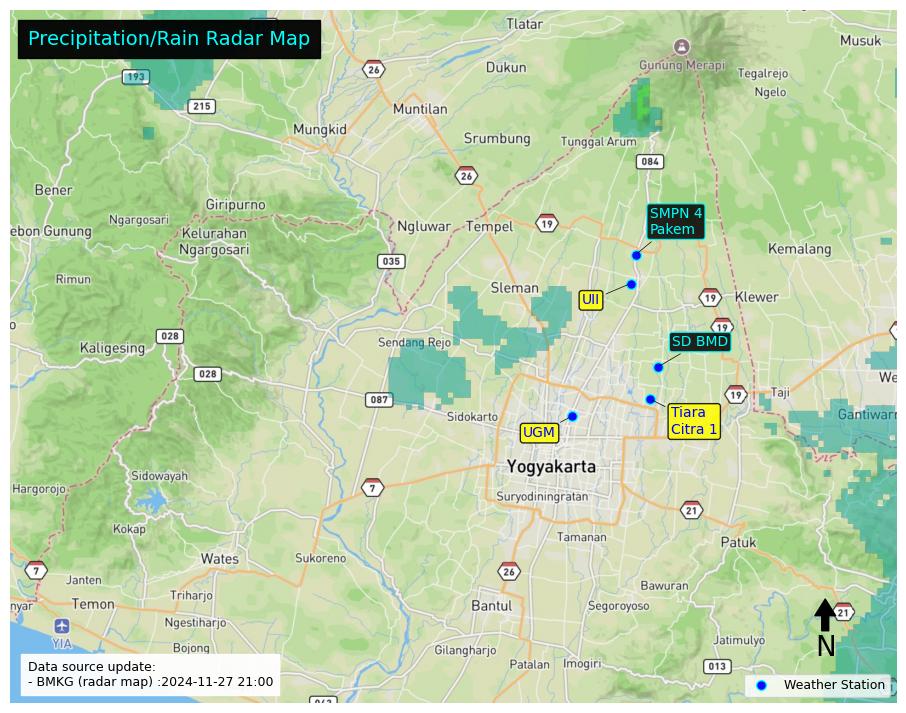 Precipitation/Rain Radar Map
Tlatar
Musuk
26
Dukun
Gunung Merapi
193
Tegalrejo
Ngelo
215
Muntilan
Mungkid
Srumbung
Tunggal Arum
084
26
Bener
Giripurno
SMPN 4
Pakem
Ngargosari
Ngluwar
Tempel
19
ebon Gunung
Kelurahan
Ngargosari
Kemalang
035
Rimun
Sleman
UII
19
Klewer
19
028
Sendang Rejo
SD BMD
Kaligesing
028
We
087
19
Taji
Sidokarto
Tiara
Citra 1
Gantiwarn
UGM
Yogyakarta
Sidowayah
Hargorojo
7
Suryodiningratan
21
Kokap
Tamanan
Patuk
Wates
Sukoreno
7
26
Janten
Bawuran
Triharjo
nyar
Temon
Bantul
Segoroyoso
21
YIA
Ngestiharjo
N
Bojong
Gilangharjo
Jatimulyo
Patalan
Imogiri
013
Data source update:
- BMKG (radar map) :2024-11-27 21:00
Weather Station